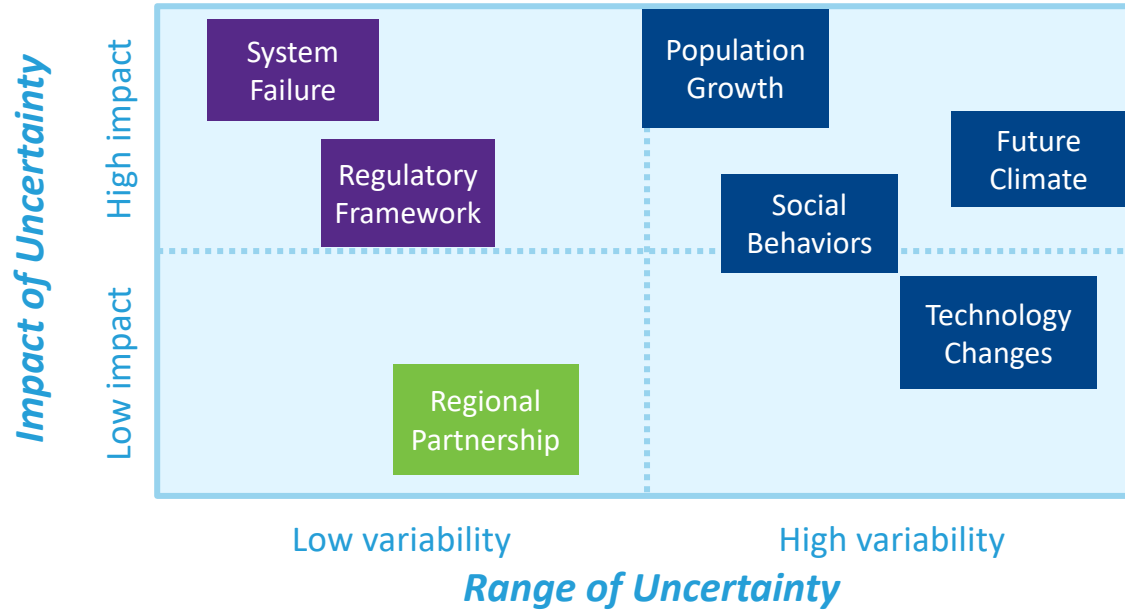 Impact of Uncertainty
High impact
Low impact
System
Failure
Population
Growth
Future
Climate
Regulatory
Framework
Social
Behaviors
Technology
Changes
Regional
Partnership
Low variability
High variability
Range of Uncertainty